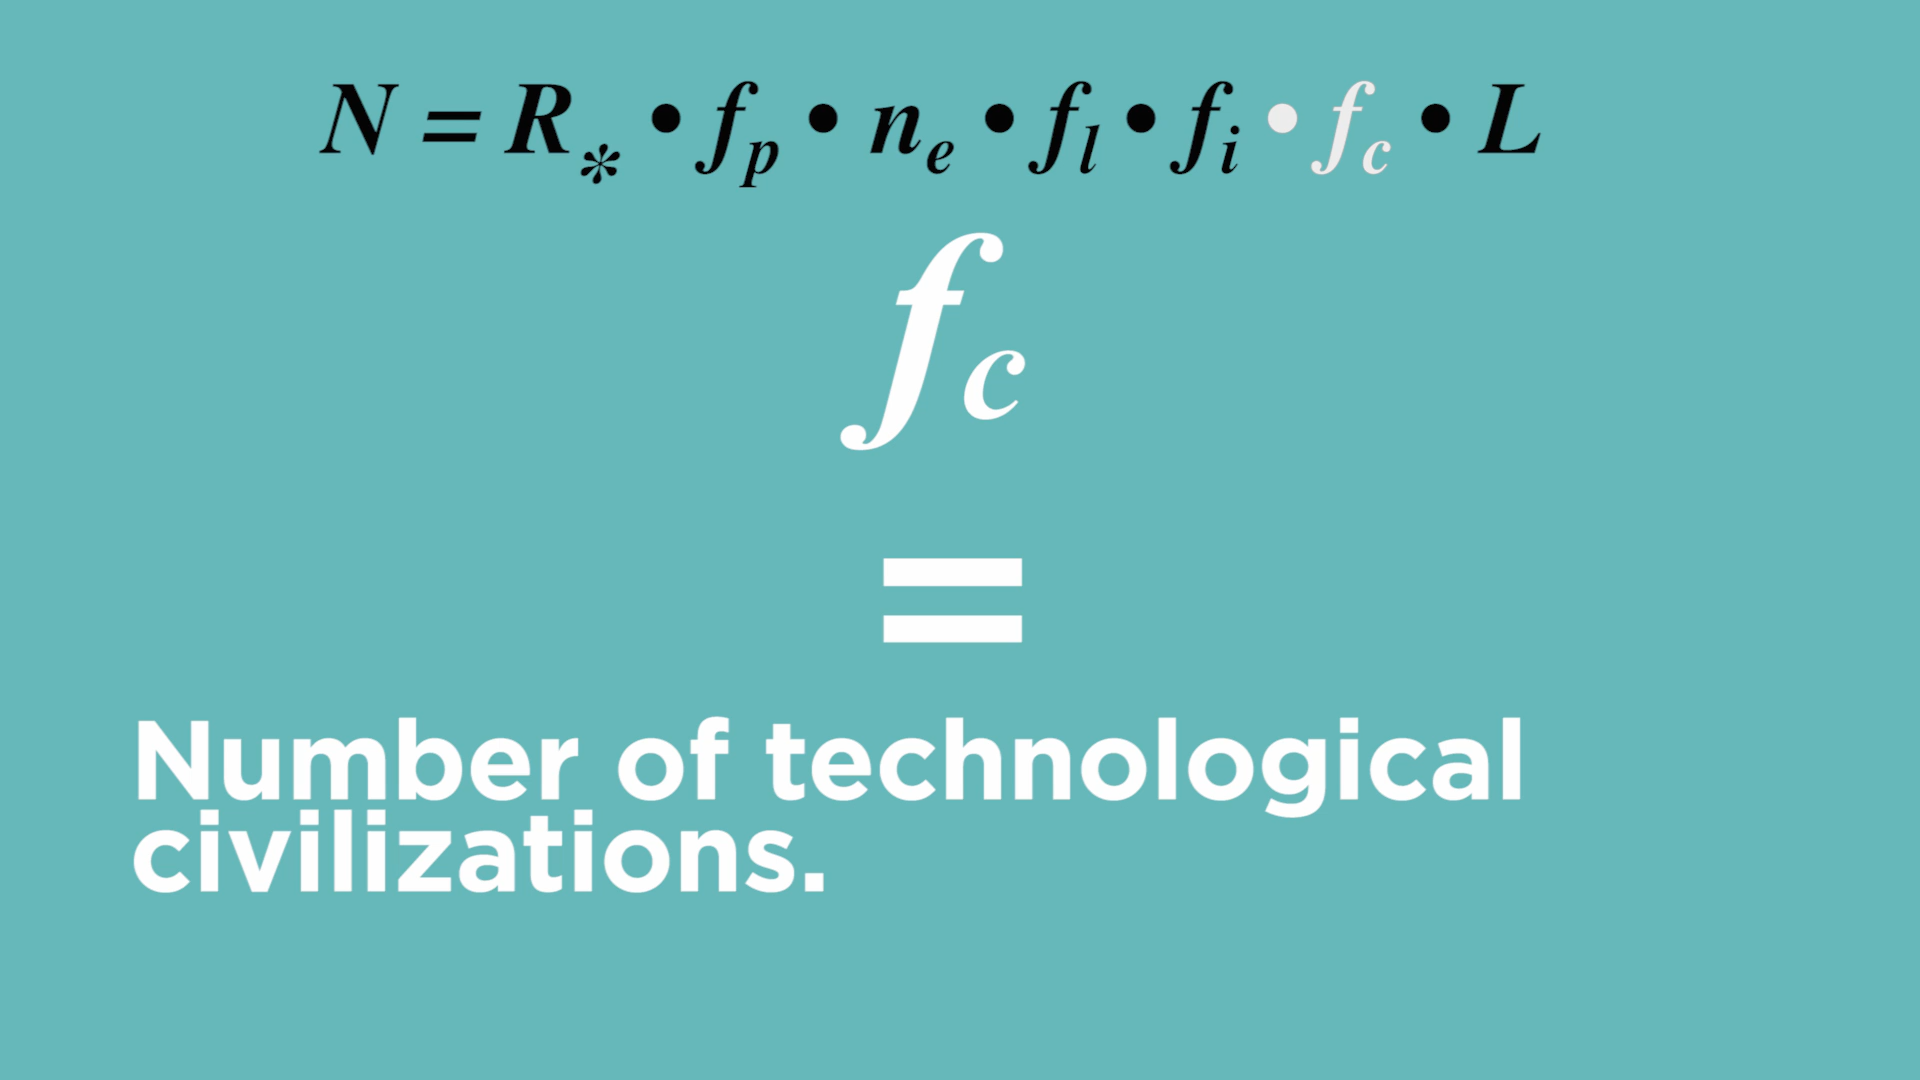 N = R* • fp • ne • fl • fi • fc • L
fc
=
Number of technological
civilizations.